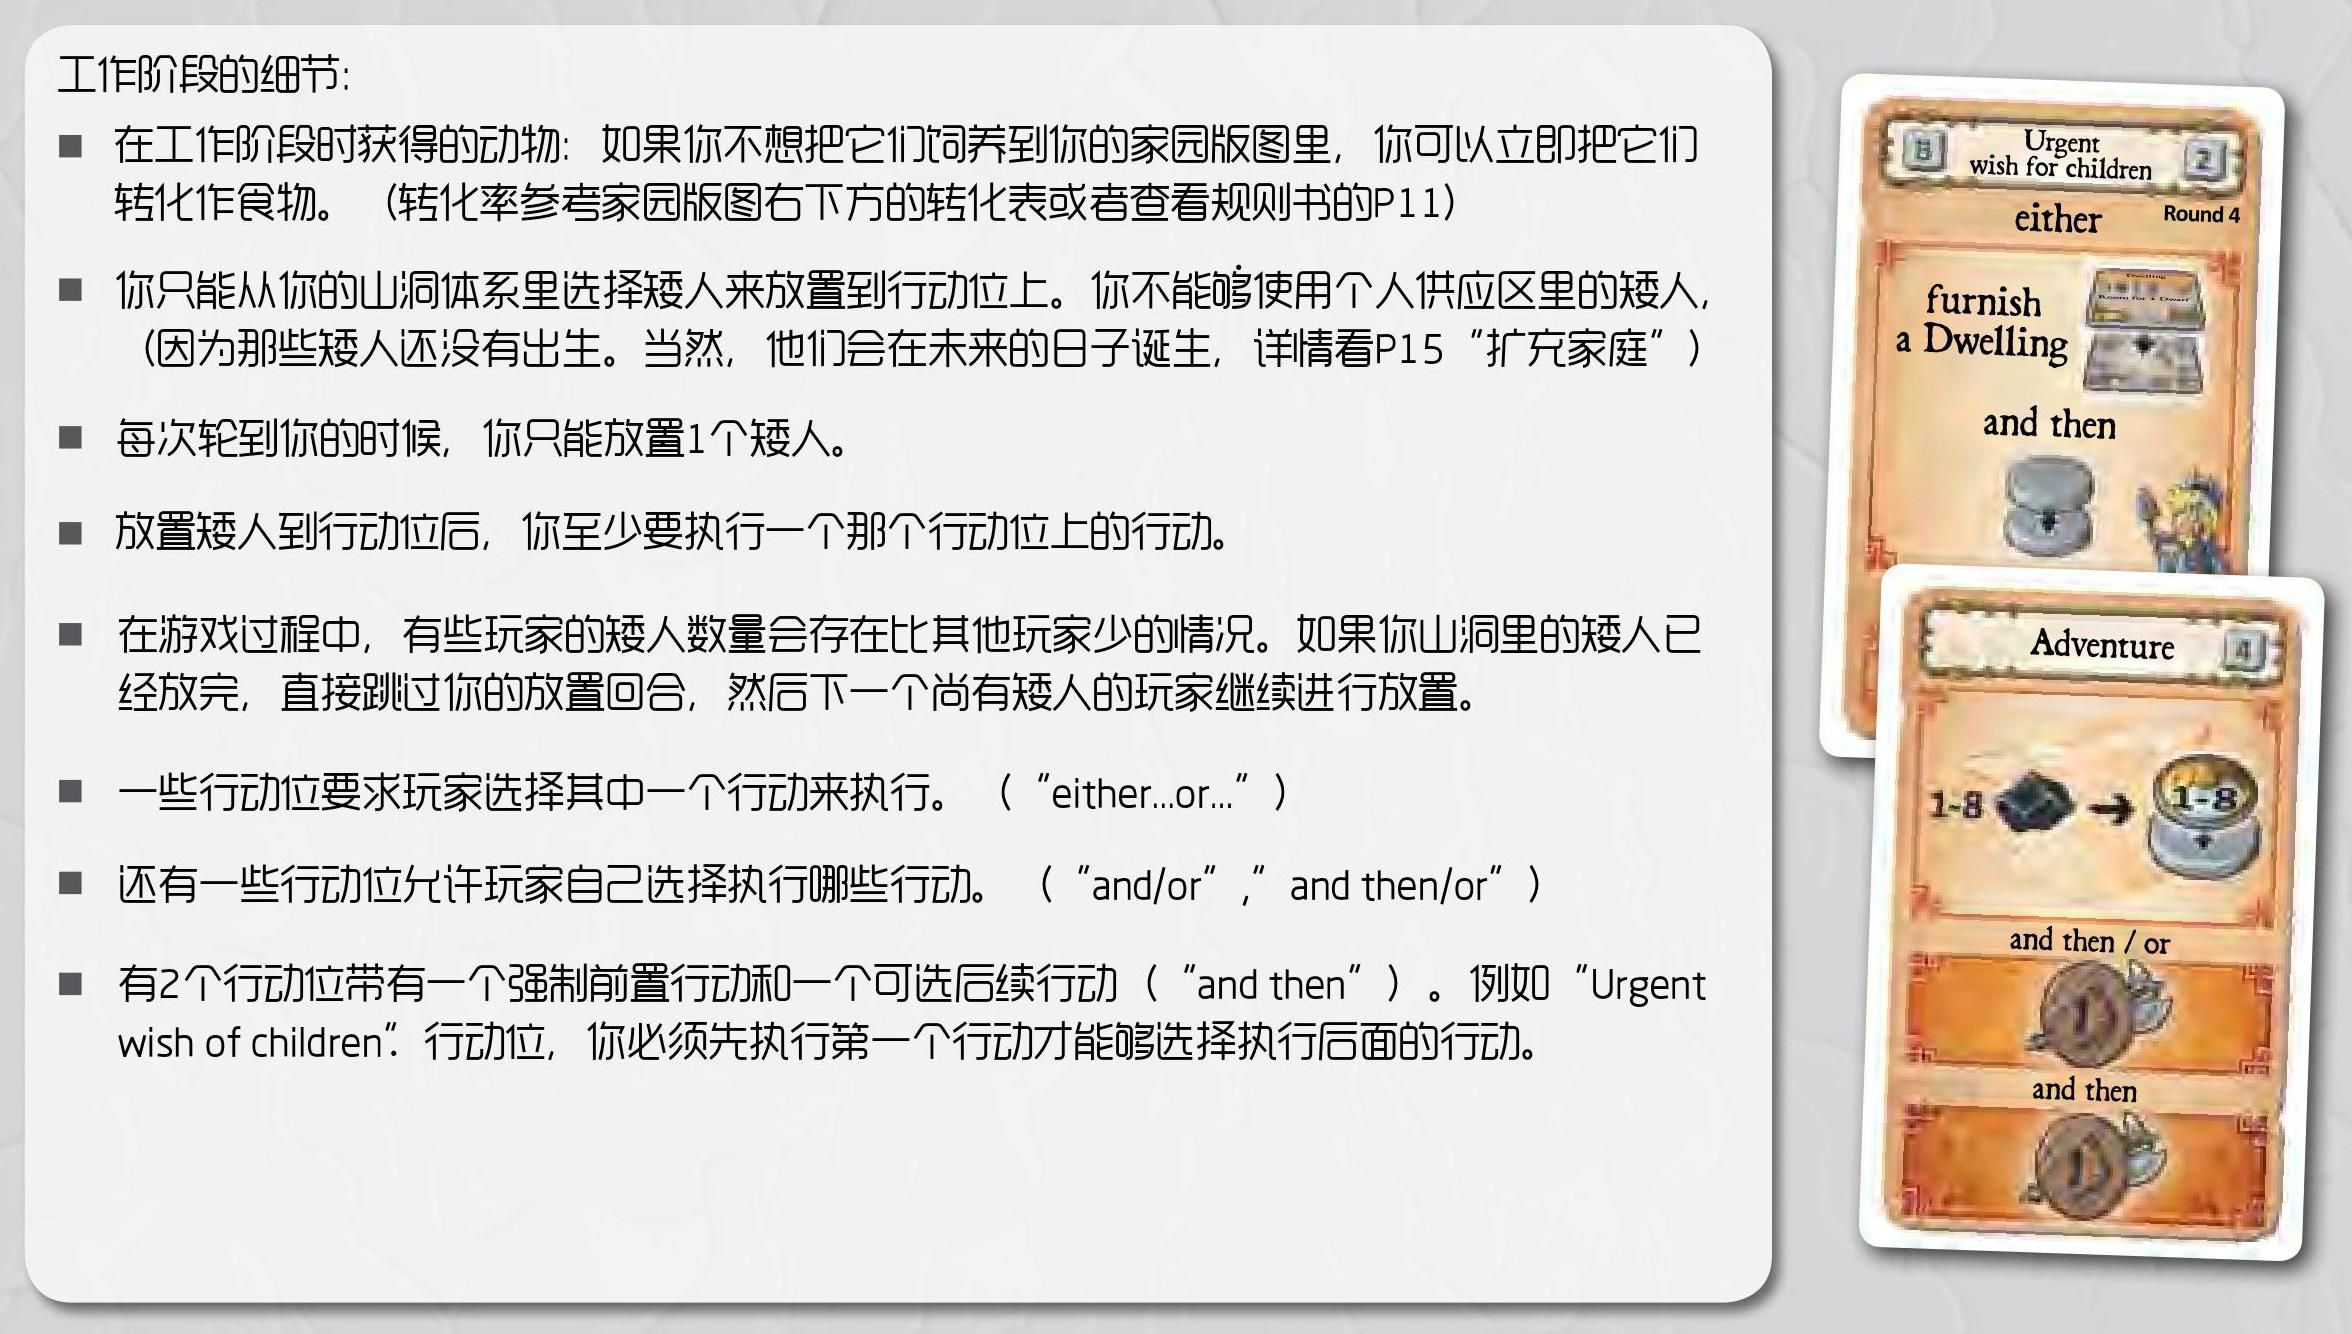 工作阶段的细节:
■ 在工作阶段时获得的动物: 如果你不想把它们饲养到你的家园版图里, 你可以立即把它们
转化作食物。 (转化率参考家园版图右下方的转化表或者查看规则书的P11)
■ 你只能从你的山洞体系里选择矮人来放置到行动位上。你不能够使用个人供应区里的矮人,
(因为那些矮人还没有出生。当然, 他们会在未来的日子诞生, 详情看P15 “扩充家庭” )
■ 每次轮到你的时候, 你只能放置1个矮人。
■ 放置矮人到行动位后, 你至少要执行一个那个行动位上的行动。
■ 在游戏过程中, 有些玩家的矮人数量会存在比其他玩家少的情况。如果你山洞里的矮人已
经放完, 直接跳过你的放置回合, 然后下一个尚有矮人的玩家继续进行放置。
■ 一些行动位要求玩家选择其中一个行动来执行。 ( “either...or...” )
■ 还有一些行动位允许玩家自己选择执行哪些行动。 ( “and/or” ,” and then/or” )
■ 有2个行动位带有一个强制前置行动和一个可选后续行动 ( “and then” ) 。例如 “Urgent
wish of children”. 行动位, 你必须先执行第一个行动才能够选择执行后面的行动。
Urgent
wish for children
2
either
Round 4
furnish
a Dwelling
Dwelling
Room for 1 Dwarf
and then
Adventure
4
1-8
1-8
and then / or
and then